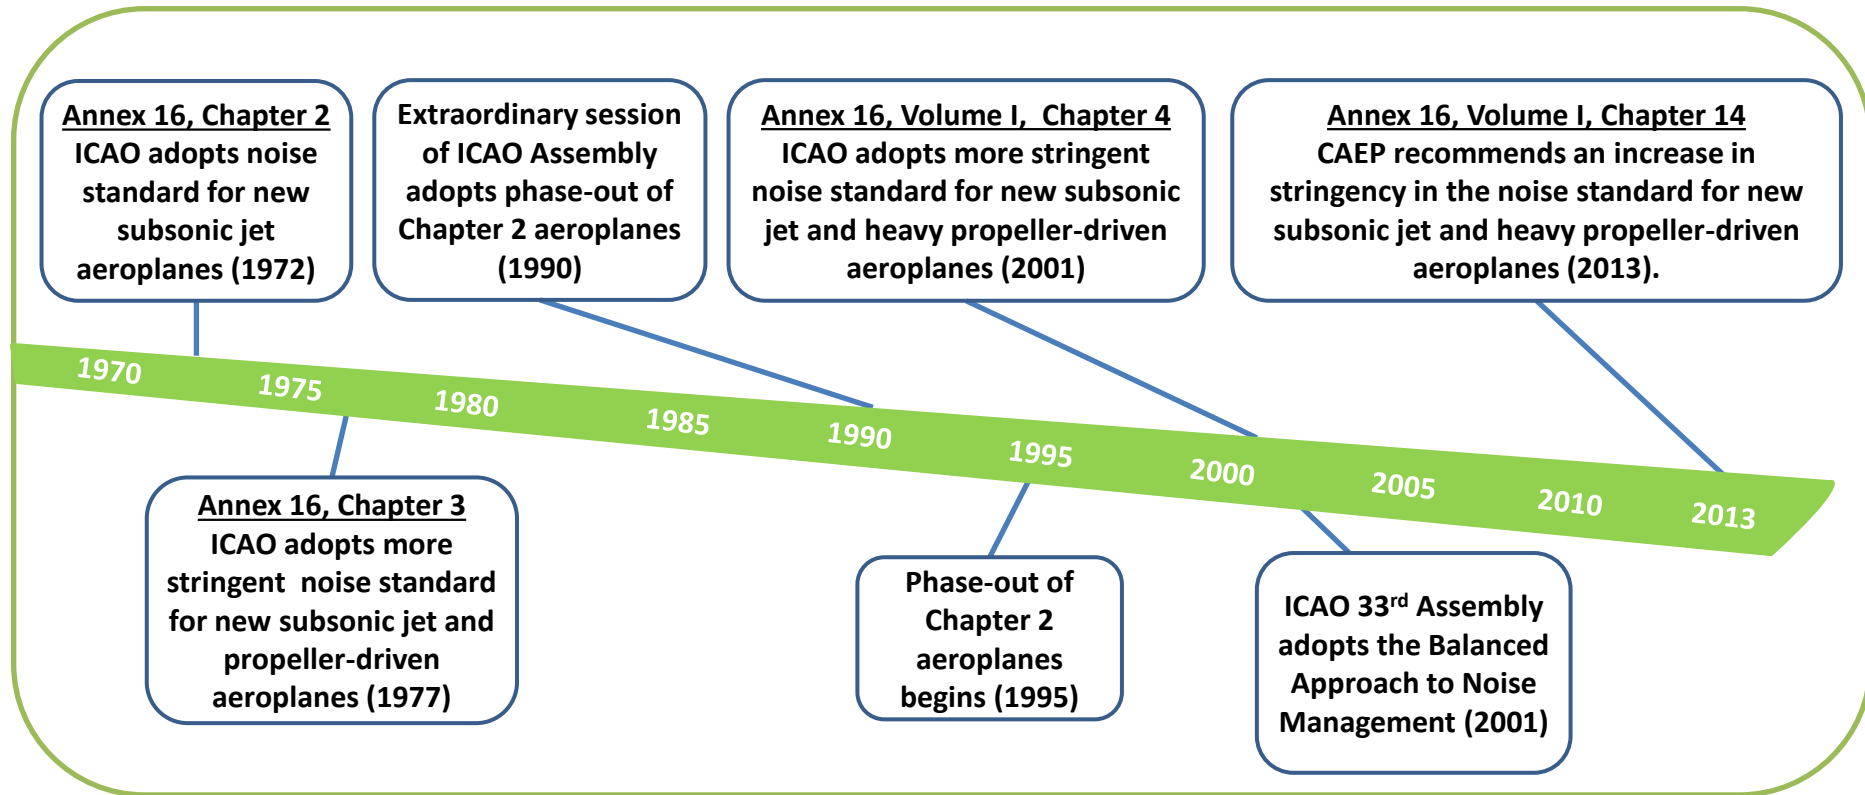 Annex 16, Chapter 2
ICAO adopts noise
standard for new
subsonic jet
aeroplanes (1972)
Extraordinary session
of ICAO Assembly
adopts phase-out of
Chapter 2 aeroplanes
(1990)
Annex 16, Volume I,  Chapter 4
ICAO adopts more stringent
noise standard for new subsonic
jet and heavy propeller-driven
aeroplanes (2001)
Annex 16, Volume I, Chapter 14
CAEP recommends an increase in
stringency in the noise standard for new
subsonic jet and heavy propeller-driven
aeroplanes (2013).
1970
1975
1980
1985
1990
1995
2000
2005
2010
2013
Annex 16, Chapter 3
ICAO adopts more
stringent  noise standard
for new subsonic jet and
propeller-driven
aeroplanes (1977)
Phase-out of
Chapter 2
aeroplanes
begins (1995)
ICAO 33rd Assembly
adopts the Balanced
Approach to Noise
Management (2001)